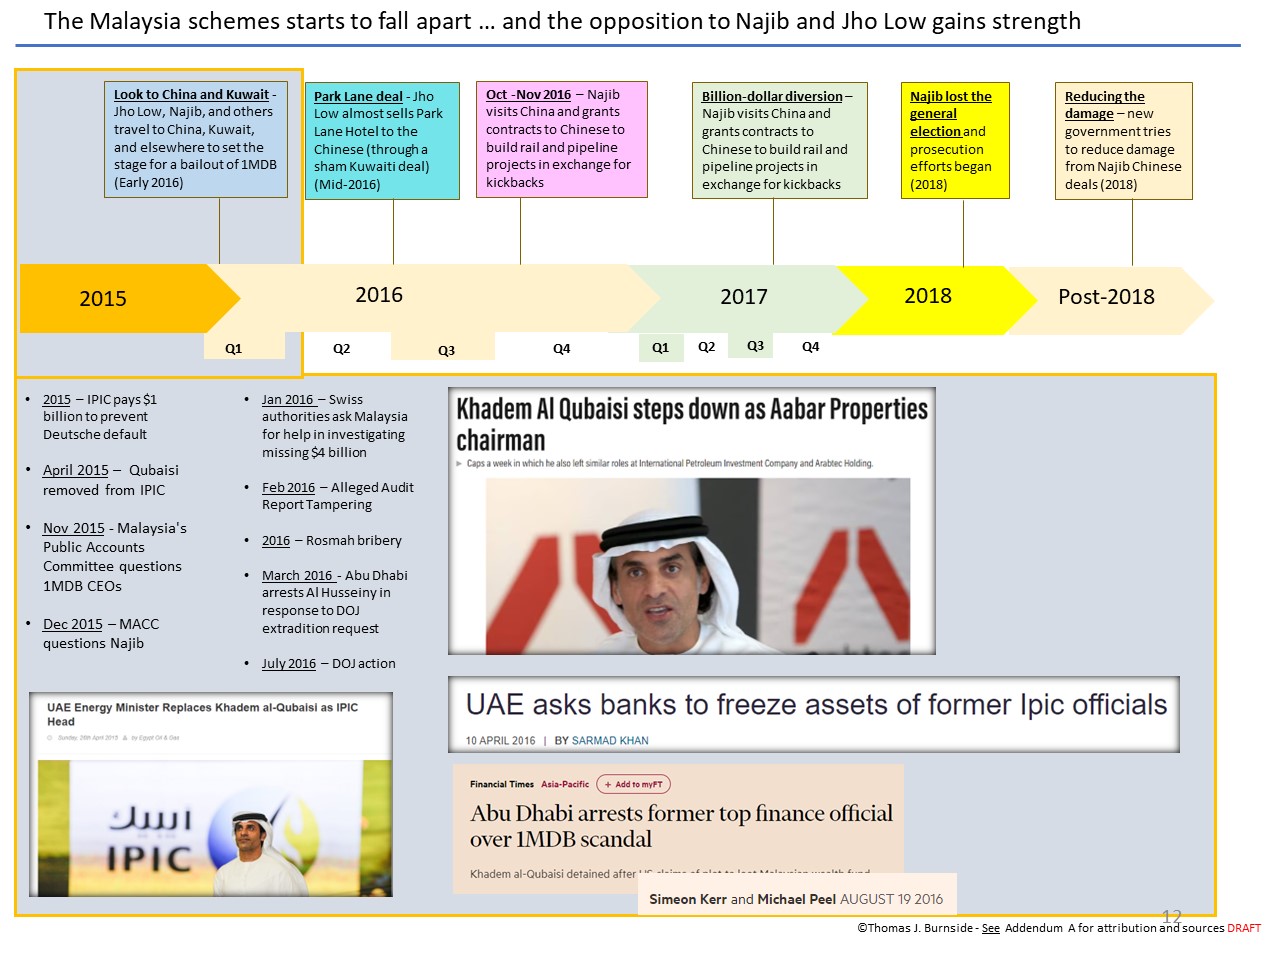 The Malaysia schemes starts to fall apart ... and the opposition to Najib and Jho Low gains strength
Look to China and Kuwait -
Jho Low, Najib, and others
travel to China, Kuwait,
and elsewhere to set the
stage for a bailout of 1MDB
(Early 2016)
Park Lane deal - Jho
Low almost sells Park
Lane Hotel to the
Chinese (through a
sham Kuwaiti deal)
(Mid-2016)
Oct -Nov 2016 – Najib
visits China and grants
contracts to Chinese to
build rail and pipeline
projects in exchange for
kickbacks
Billion-dollar diversion –
Najib visits China and
grants contracts to
Chinese to build rail and
pipeline projects in
exchange for kickbacks
Najib lost the
general
election and
prosecution
efforts began
(2018)
Reducing the
damage – new
government tries
to reduce damage
from Najib Chinese
deals (2018)
2015
2016
2017
2018
Post-2018
Q1
Q2
Q3
Q4
Q1
Q2
Q3
Q4
• 2015 – IPIC pays $1
billion to prevent
Deutsche default
• April 2015 – Qubaisi
removed from IPIC
• Nov 2015 - Malaysia's
Public Accounts
Committee questions
1MDB CEOs
• Dec 2015 – MACC
questions Najib
• Jan 2016 – Swiss
authorities ask Malaysia
for help in investigating
missing $4 billion
• Feb 2016 – Alleged Audit
Report Tampering
• 2016 – Rosmah bribery
• March 2016 - Abu Dhabi
arrests Al Husseiny in
response to DOJ
extradition request
• July 2016 – DOJ action
Khadem Al Qubaisi steps down as Aabar Properties
chairman
Caps a week in which he also left similar roles at International Petroleum Investment Company and Arabtec Holding.
UAE Energy Minister Replaces Khadem al-Qubaisi as IPIC
Head
Sunday, 26th April 2015 by Egypt Oil & Gas
آيبيك
IPIC
UAE asks banks to freeze assets of former Ipic officials
10 APRIL 2016 | BY SARMAD KHAN
Financial Times Asia-Pacific + Add to myFT
Abu Dhabi arrests former top finance official
over 1MDB scandal
Khadem al-Qubaisi detained after US claims of plot to loot Malaysian wealth fund
Simeon Kerr and Michael Peel AUGUST 19 2016
12
©Thomas J. Burnside - See Addendum A for attribution and sources DRAFT